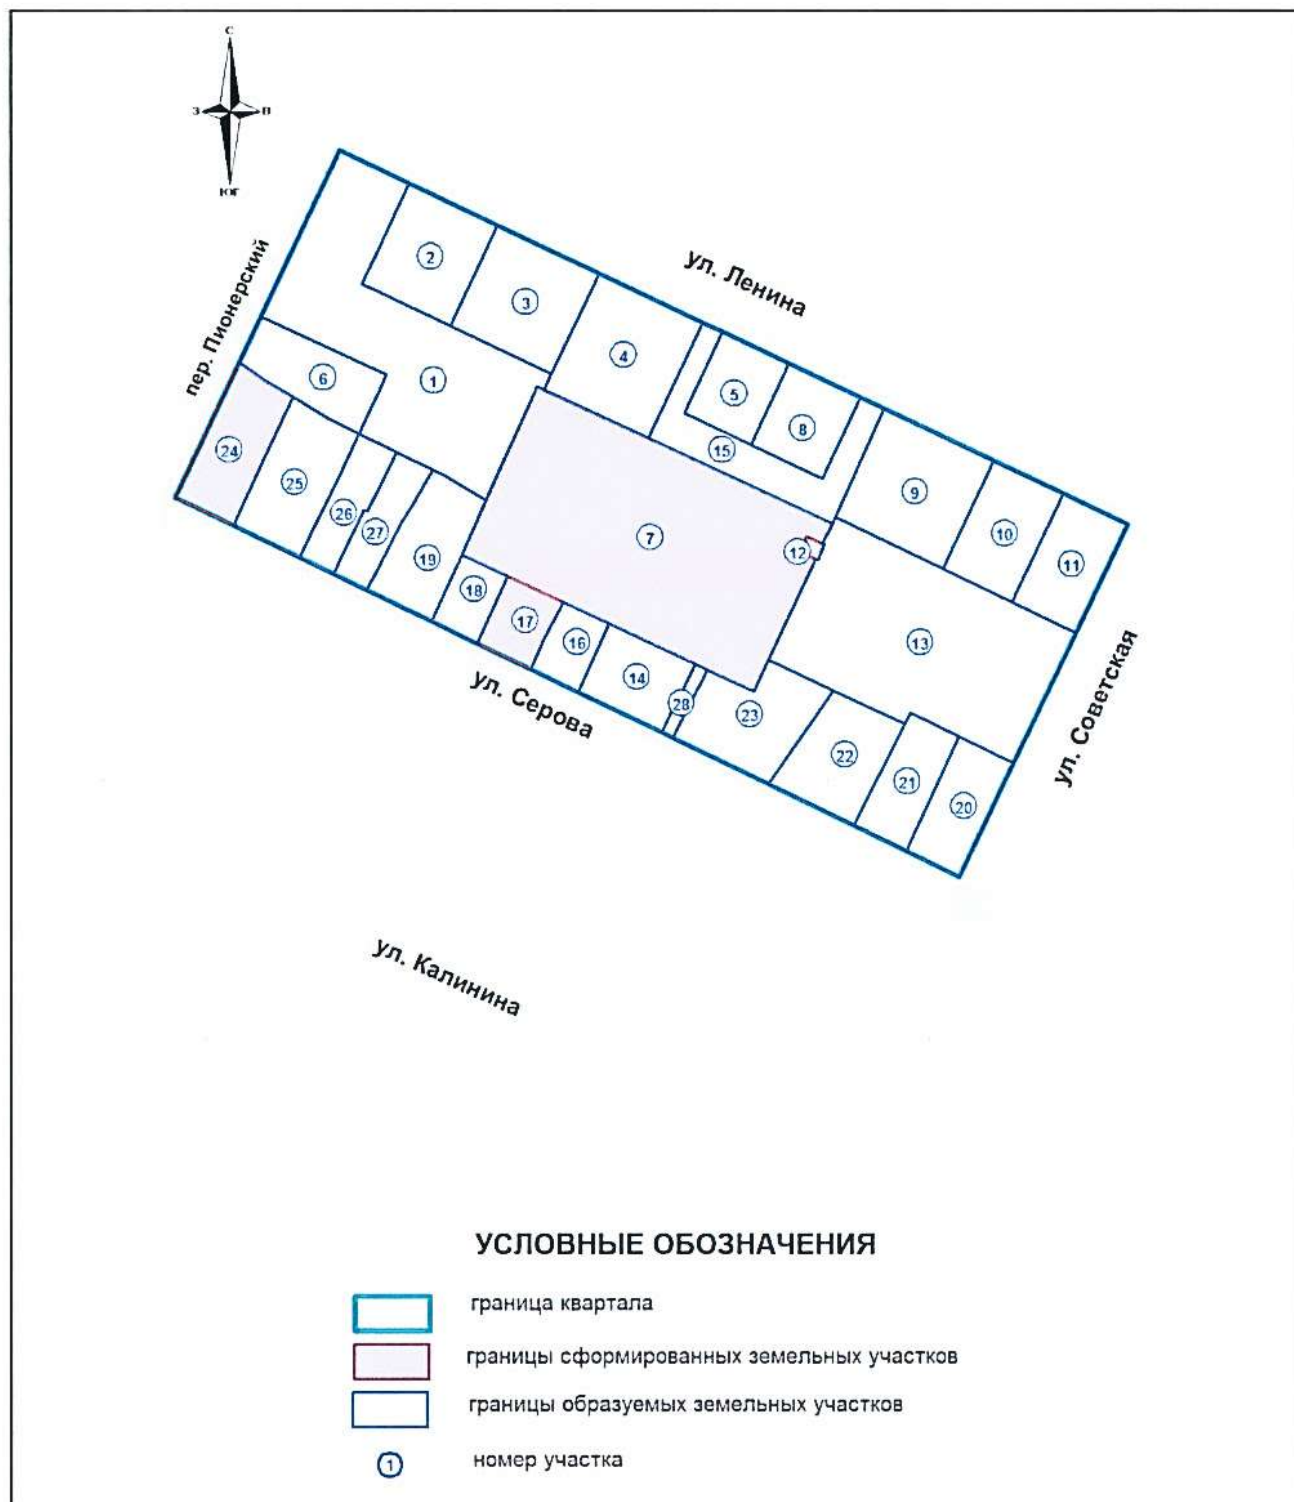 С
З
В
ЮГ
ул. Ленина
пер. Пионерский
2
3
4
5
6
1
8
15
24
25
9
7
26
10
12
27
19
11
18
17
16
13
14
28
23
22
21
20
ул. Серова
ул. Советская
ул. Калинина
УСЛОВНЫЕ ОБОЗНАЧЕНИЯ
граница квартала
границы сформированных земельных участков
границы образуемых земельных участков
1
номер участка